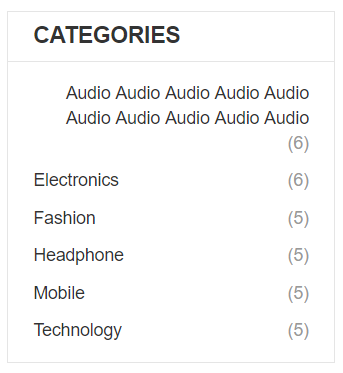 CATEGORIES
Audio Audio Audio Audio Audio
Audio Audio Audio Audio Audio
(6)
Electronics (6)
Fashion (5)
Headphone (5)
Mobile (5)
Technology (5)